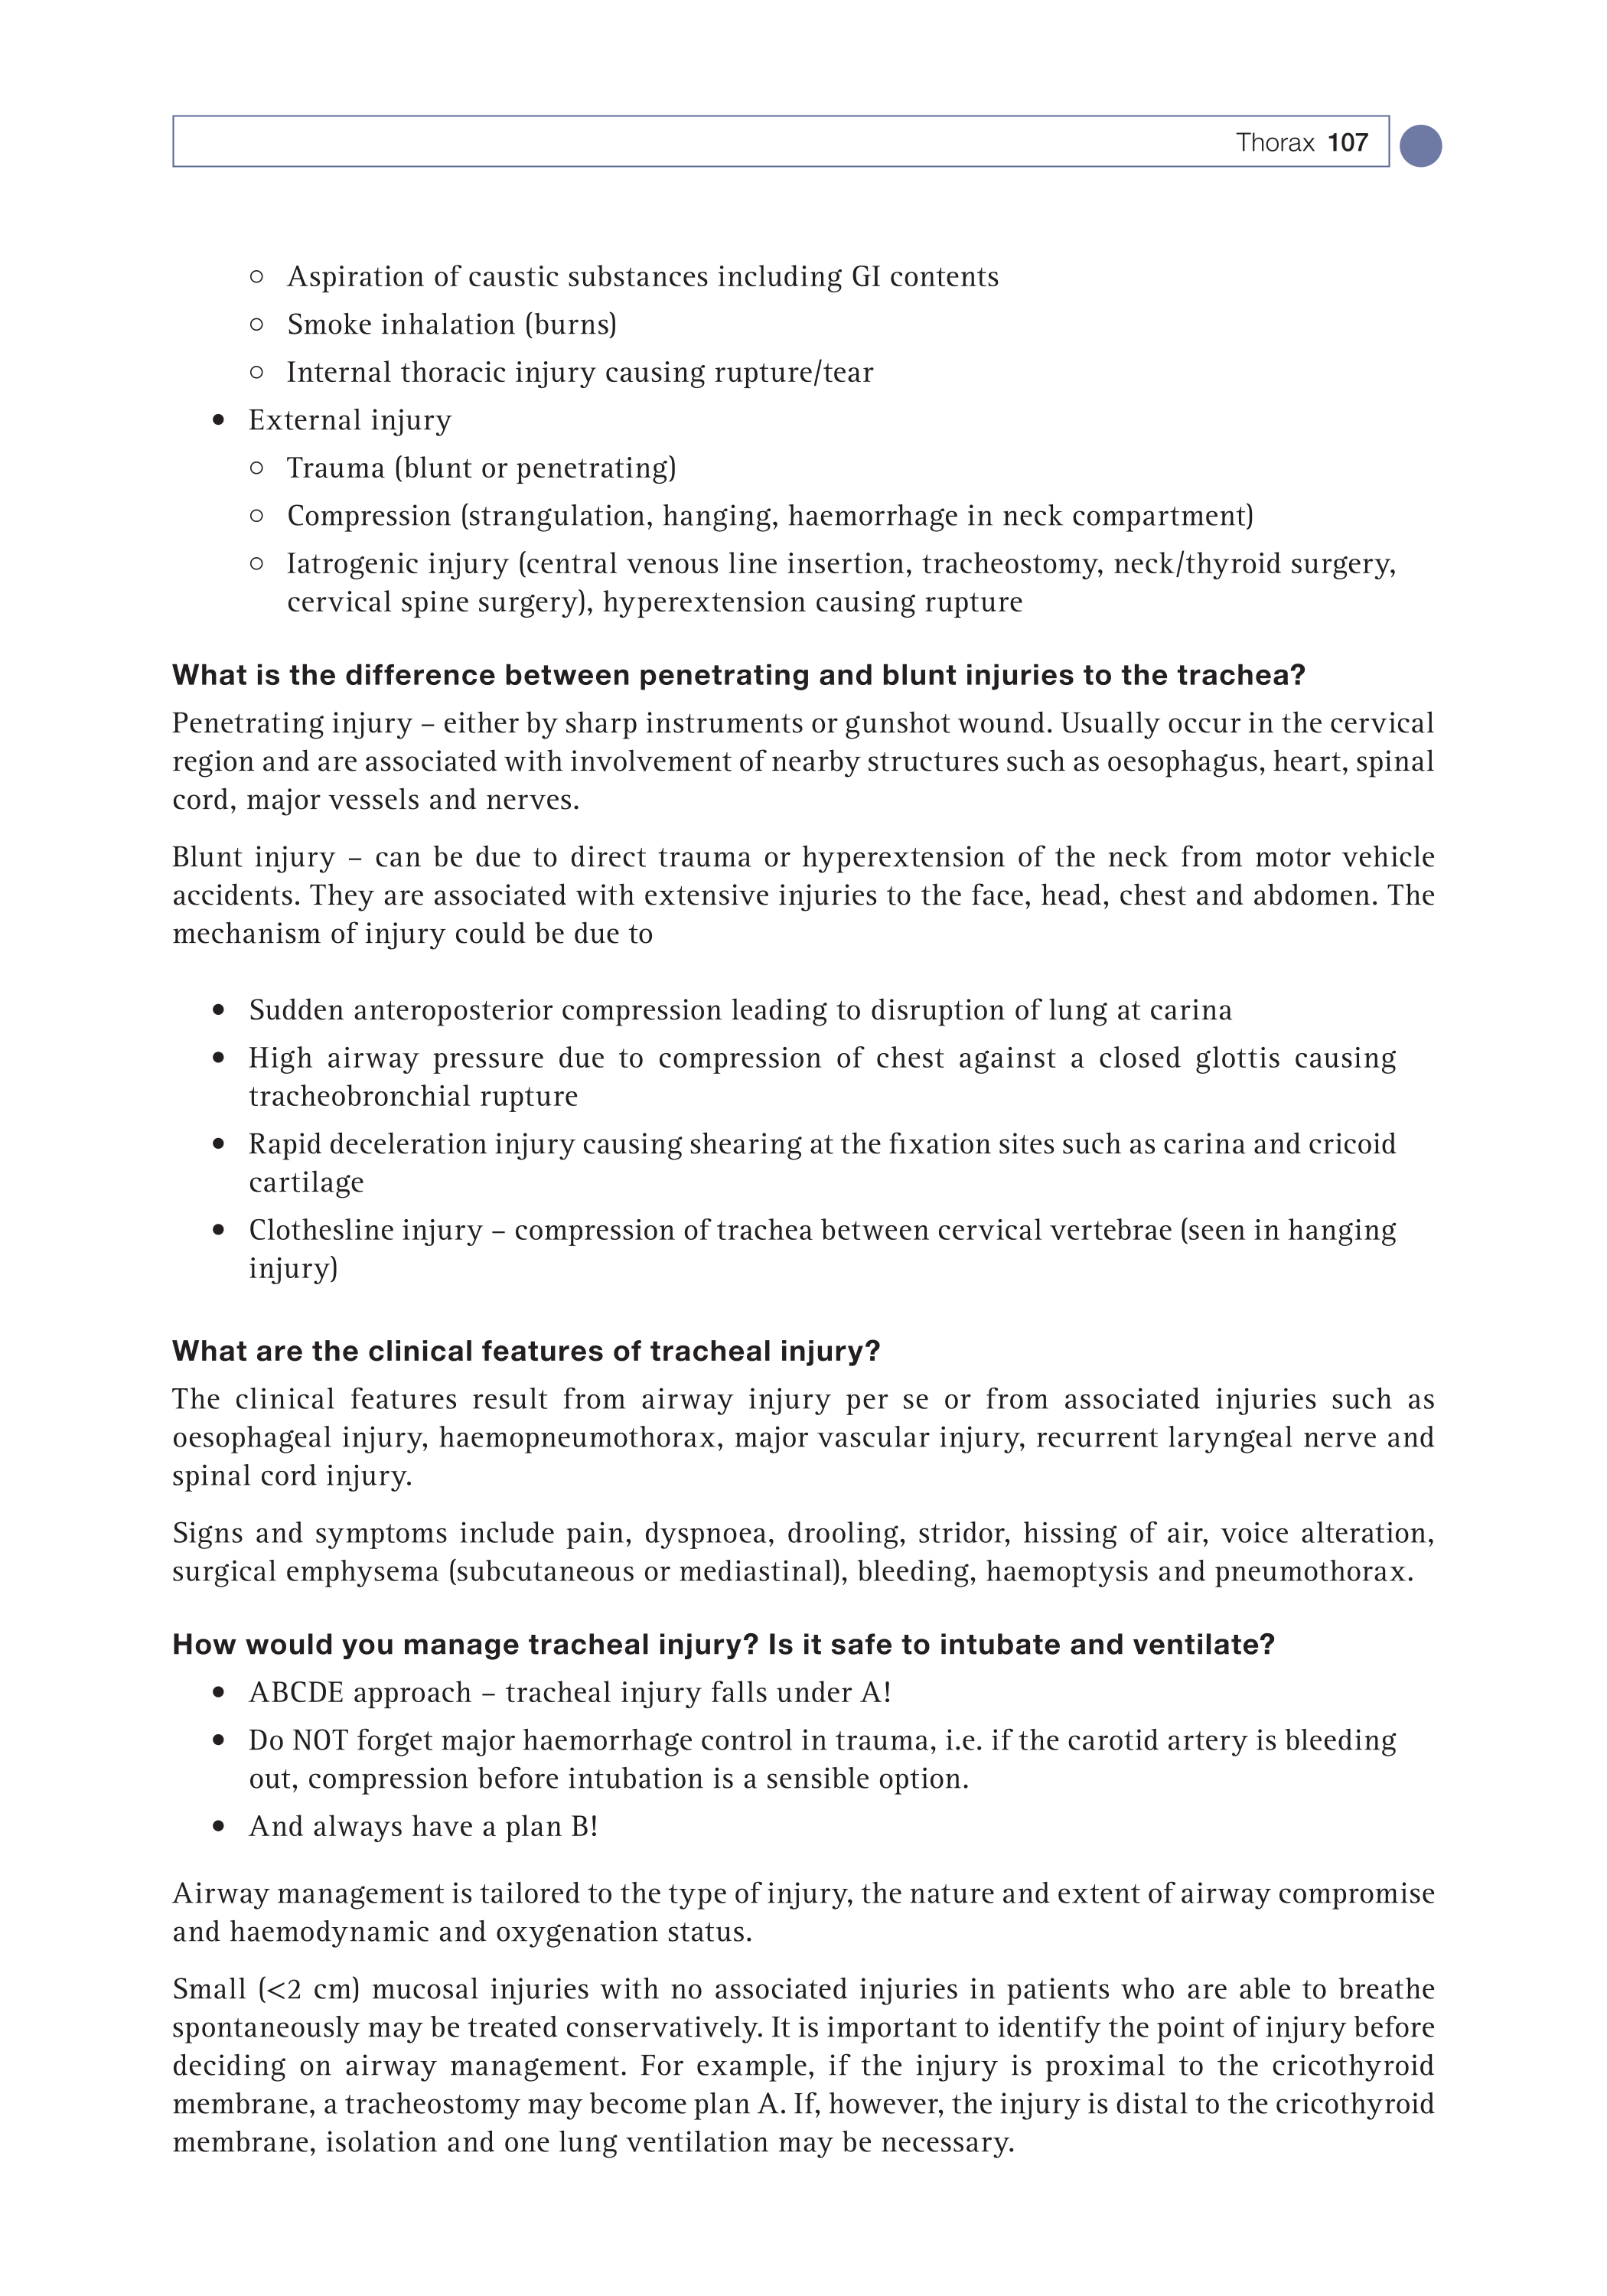 Thorax 107
○ Aspiration of caustic substances including GI contents
○ Smoke inhalation (burns)
○ Internal thoracic injury causing rupture/tear
• External injury
○ Trauma (blunt or penetrating)
○ Compression (strangulation, hanging, haemorrhage in neck compartment)
○ Iatrogenic injury (central venous line insertion, tracheostomy, neck/thyroid surgery,
cervical spine surgery), hyperextension causing rupture
What is the difference between penetrating and blunt injuries to the trachea?
Penetrating injury – either by sharp instruments or gunshot wound. Usually occur in the cervical
region and are associated with involvement of nearby structures such as oesophagus, heart, spinal
cord, major vessels and nerves.
Blunt injury – can be due to direct trauma or hyperextension of the neck from motor vehicle
accidents. They are associated with extensive injuries to the face, head, chest and abdomen. The
mechanism of injury could be due to
• Sudden anteroposterior compression leading to disruption of lung at carina
• High airway pressure due to compression of chest against a closed glottis causing
tracheobronchial rupture
• Rapid deceleration injury causing shearing at the fixation sites such as carina and cricoid
cartilage
• Clothesline injury – compression of trachea between cervical vertebrae (seen in hanging
injury)
What are the clinical features of tracheal injury?
The clinical features result from airway injury per se or from associated injuries such as
oesophageal injury, haemopneumothorax, major vascular injury, recurrent laryngeal nerve and
spinal cord injury.
Signs and symptoms include pain, dyspnoea, drooling, stridor, hissing of air, voice alteration,
surgical emphysema (subcutaneous or mediastinal), bleeding, haemoptysis and pneumothorax.
How would you manage tracheal injury? Is it safe to intubate and ventilate?
• ABCDE approach – tracheal injury falls under A!
• Do NOT forget major haemorrhage control in trauma, i.e. if the carotid artery is bleeding
out, compression before intubation is a sensible option.
• And always have a plan B!
Airway management is tailored to the type of injury, the nature and extent of airway compromise
and haemodynamic and oxygenation status.
Small (<2 cm) mucosal injuries with no associated injuries in patients who are able to breathe
spontaneously may be treated conservatively. It is important to identify the point of injury before
deciding on airway management. For example, if the injury is proximal to the cricothyroid
membrane, a tracheostomy may become plan A. If, however, the injury is distal to the cricothyroid
membrane, isolation and one lung ventilation may be necessary.